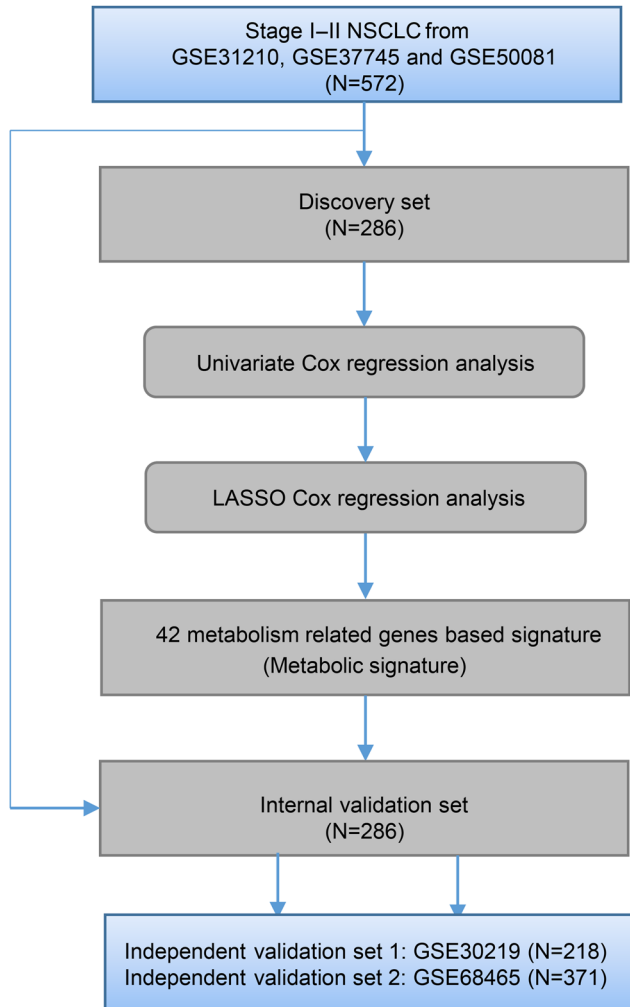 Stage I–II NSCLC from
GSE31210, GSE37745 and GSE50081
(N=572)
Discovery set
(N=286)
Univariate Cox regression analysis
LASSO Cox regression analysis
42 metabolism related genes based signature
(Metabolic signature)
Internal validation set
(N=286)
Independent validation set 1: GSE30219 (N=218)
Independent validation set 2: GSE68465 (N=371)